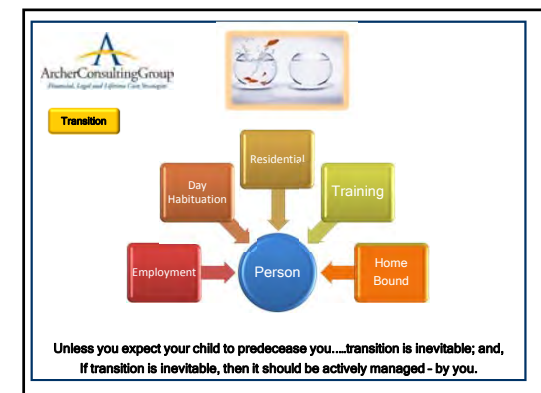 ArcherConsultingGroup
Financial, Legal and Lifetime Care Strategies
Transition
Residential
Day
Habituation
Training
Employment
Person
Home
Bound
Unless you expect your child to predecease you.....transition is inevitable; and,
If transition is inevitable, then it should be actively managed - by you.